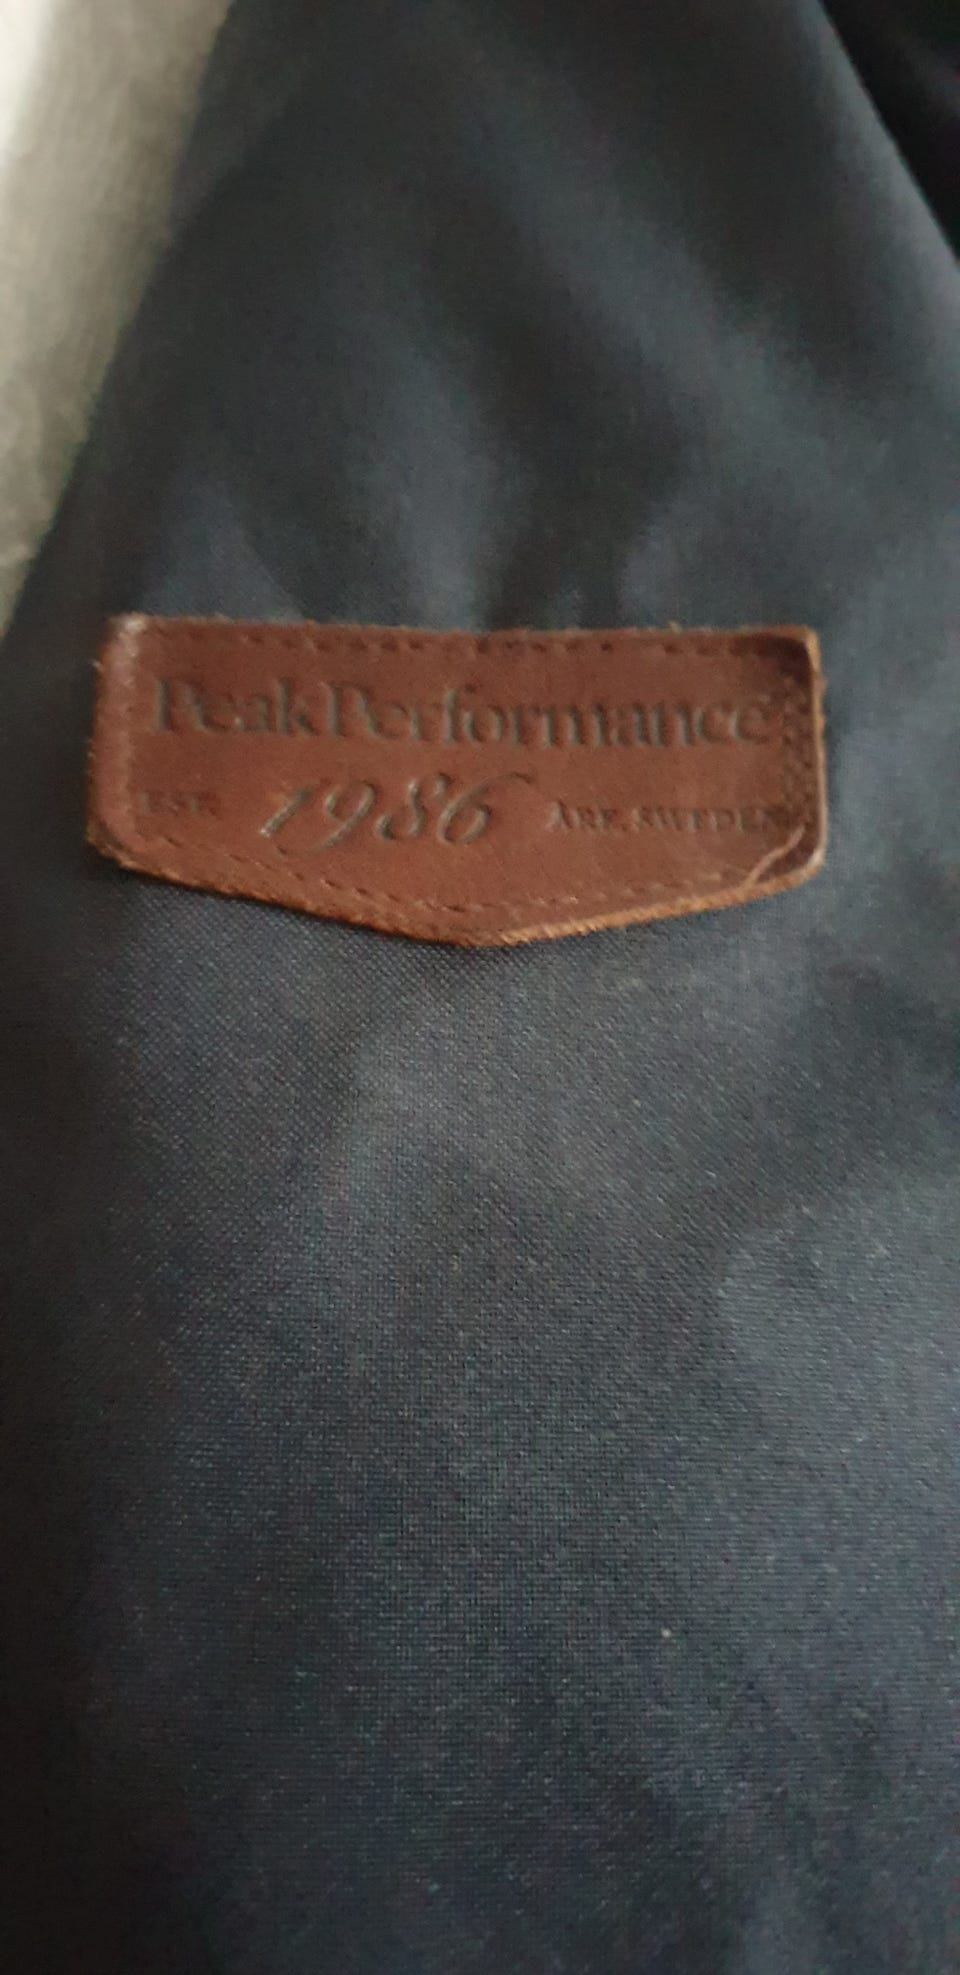 PeakPerformance
EST. 1986 ÅRE, SWEDEN